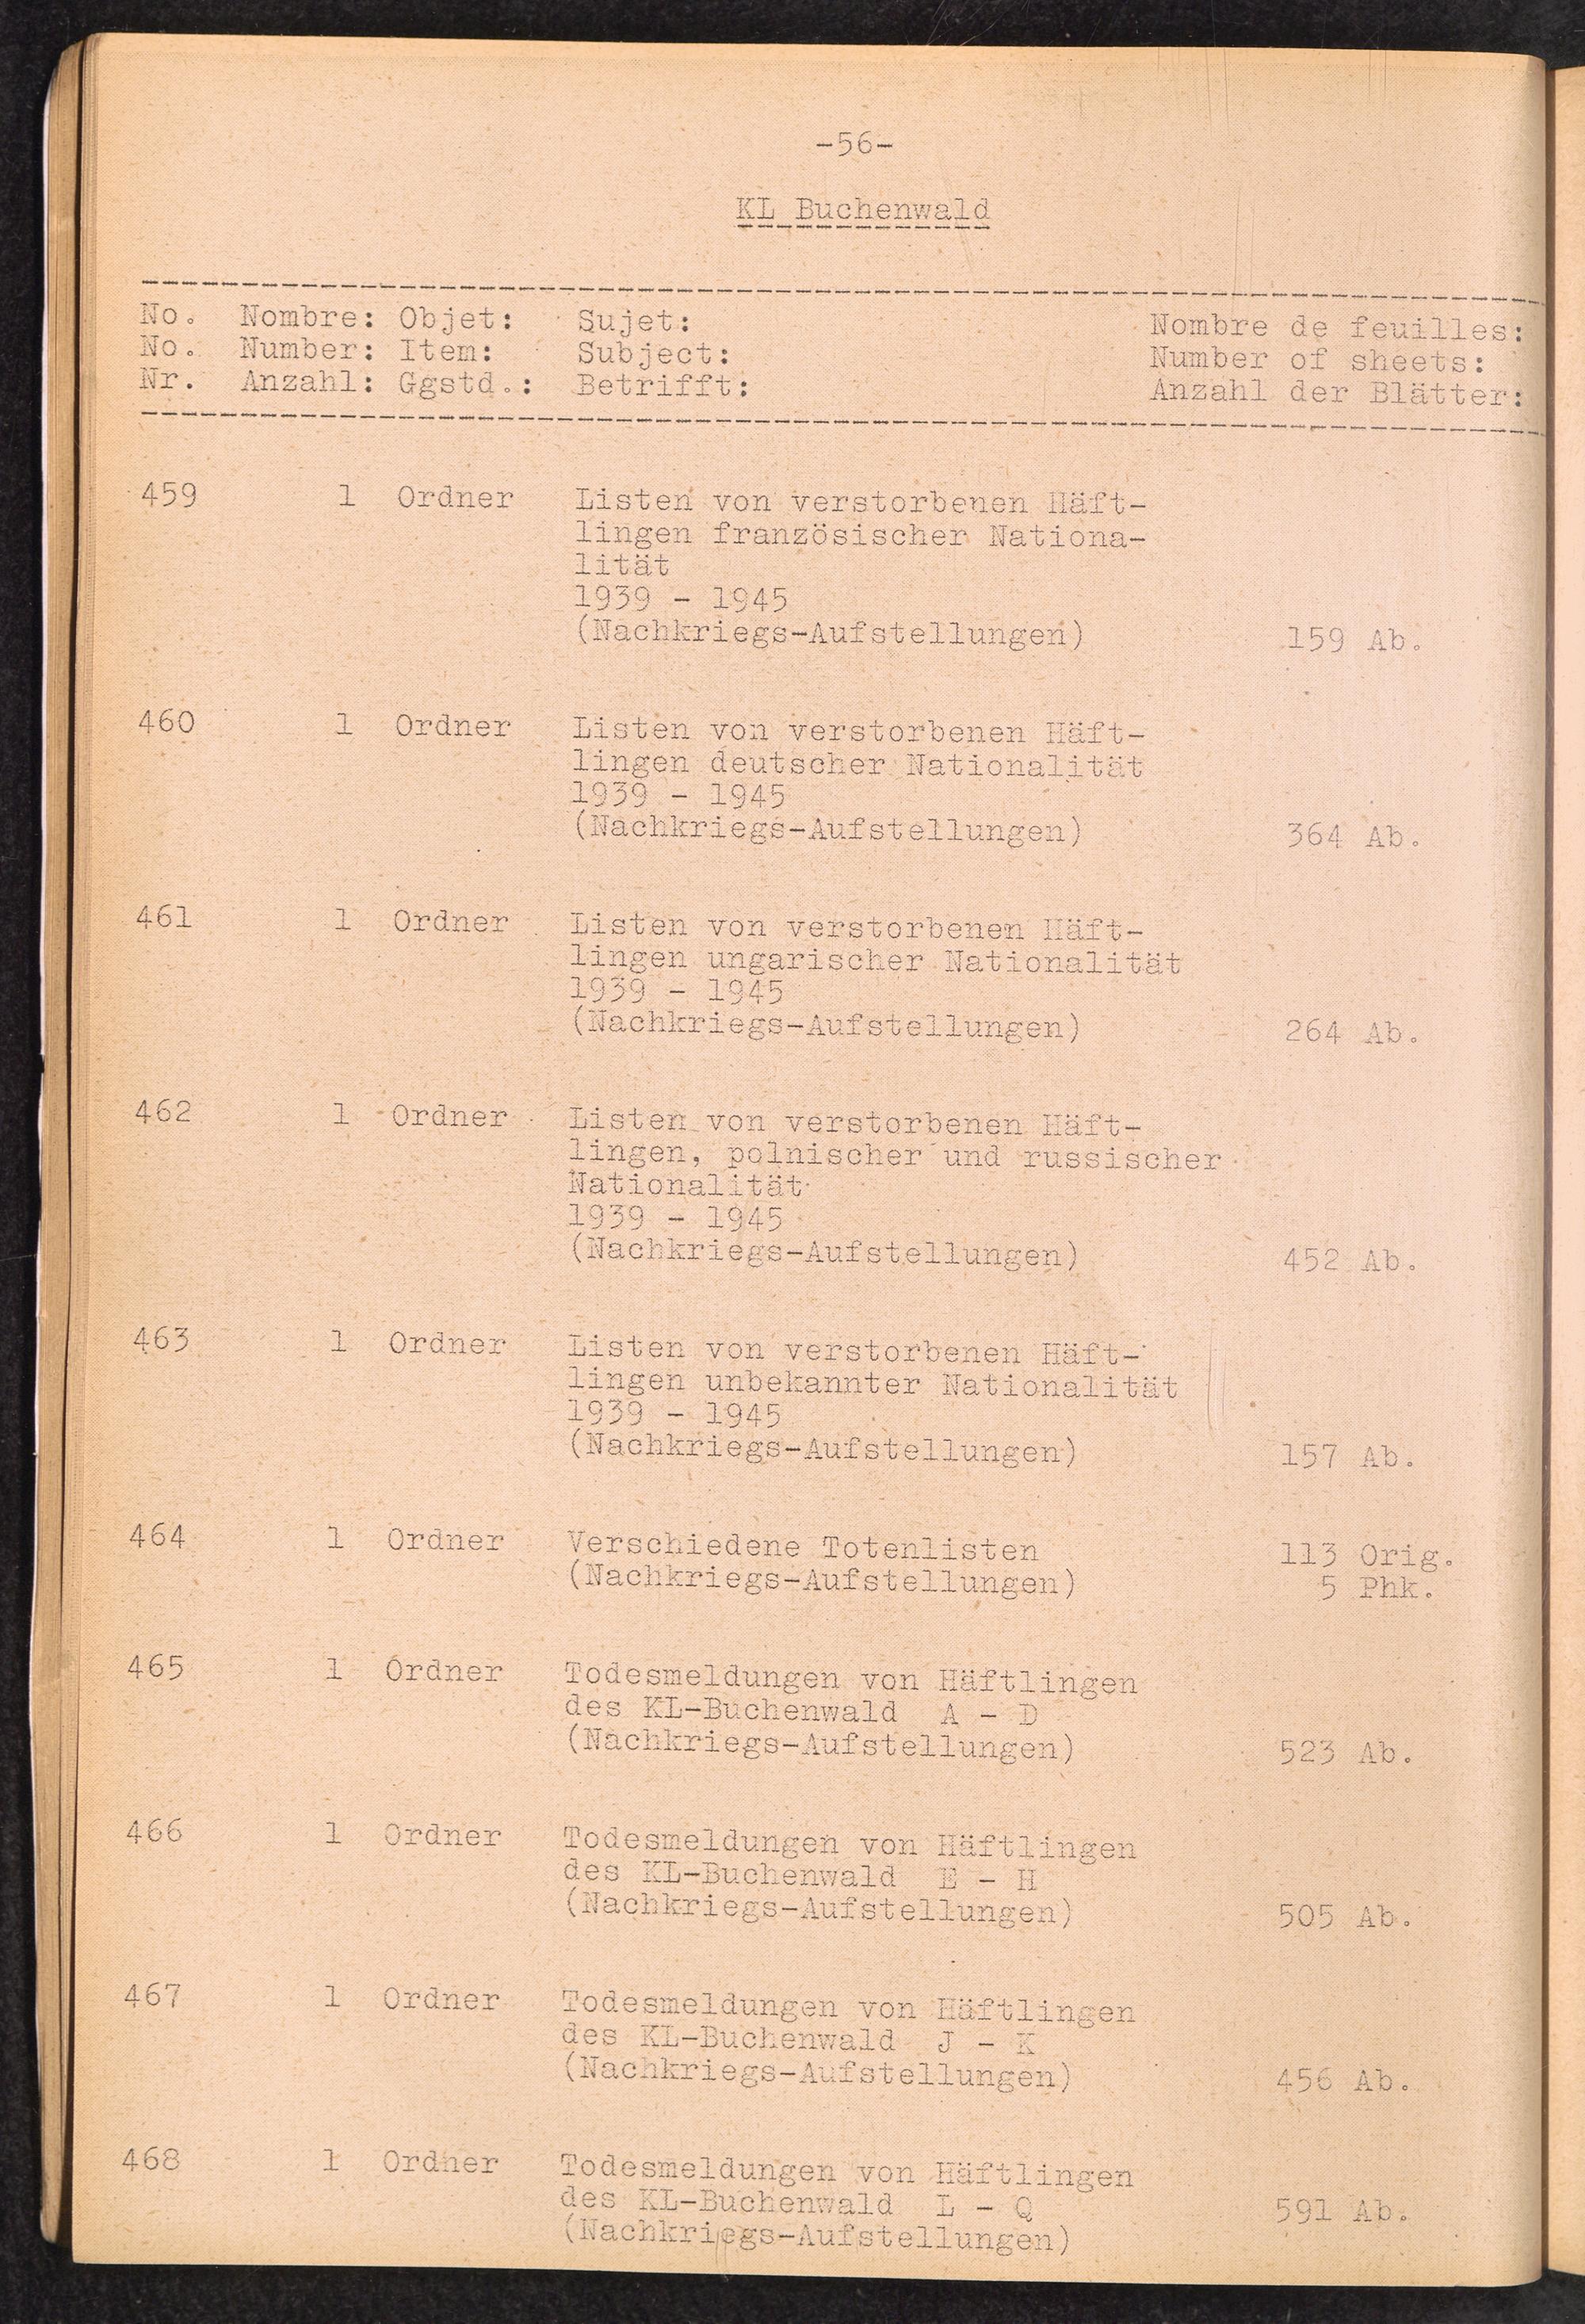 -56-
KL Buchenwald
No. Nombre: Objet: Sujet: Nombre de feuilles:
No. Number: Item: Subject: Number of sheets:
Nr. Anzahl: Ggstd.: Betrifft: Anzahl der Blätter:
459 1 Ordner Listen von verstorbenen Häft-
lingen französischer Nationa-
lität
1939 - 1945
(Nachkriegs-Aufstellungen) 159 Ab.
460 1 Ordner Listen von verstorbenen Häft-
lingen deutscher Nationalität
1939 - 1945
(Nachkriegs-Aufstellungen) 364 Ab.
461 1 Ordner Listen von verstorbenen Häft-
lingen ungarischer Nationalität
1939 - 1945
(Nachkriegs-Aufstellungen) 264 Ab.
462 1 Ordner Listen von verstorbenen Häft-
lingen, polnischer und russischer
Nationalität
1939 - 1945
(Nachkriegs-Aufstellungen) 452 Ab.
463 1 Ordner Listen von verstorbenen Häft-
lingen unbekannter Nationalität
1939 - 1945
(Nachkriegs-Aufstellungen) 157 Ab.
464 1 Ordner Verschiedene Totenlisten 113 Orig.
(Nachkriegs-Aufstellungen) 5 Phk.
465 1 Ordner Todesmeldungen von Häftlingen
des KL-Buchenwald A - D
(Nachkriegs-Aufstellungen) 523 Ab.
466 1 Ordner Todesmeldungen von Häftlingen
des KL-Buchenwald E - H
(Nachkriegs-Aufstellungen) 505 Ab.
467 1 Ordner Todesmeldungen von Häftlingen
des KL-Buchenwald J - K
(Nachkriegs-Aufstellungen) 456 Ab.
468 1 Ordner Todesmeldungen von Häftlingen
des KL-Buchenwald L - Q 591 Ab.
(Nachkriegs-Aufstellungen)